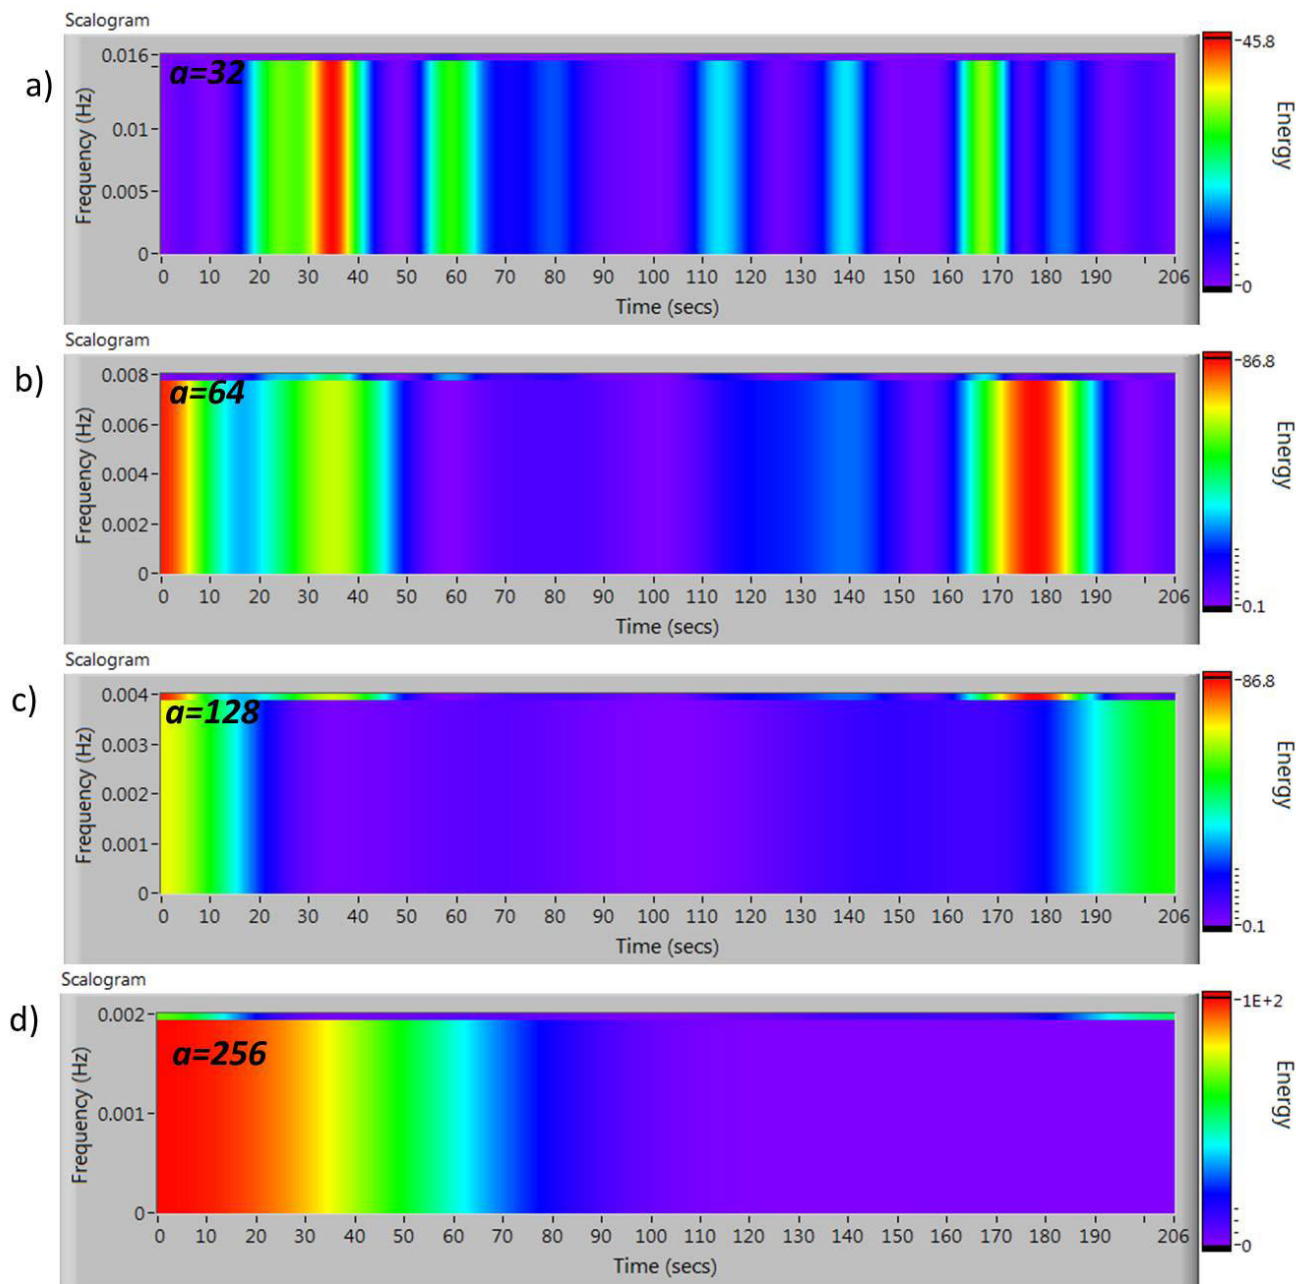 Scalogram
a)
a=32
0.016
0.01
0.005
0
Frequency (Hz)
0 10 20 30 40 50 60 70 80 90 100 110 120 130 140 150 160 170 180 190 206
Time (secs)
45.8
0
Energy
Scalogram
b)
a=64
0.008
0.006
0.004
0.002
0
Frequency (Hz)
0 10 20 30 40 50 60 70 80 90 100 110 120 130 140 150 160 170 180 190 206
Time (secs)
86.8
0.1
Energy
Scalogram
c)
a=128
0.004
0.003
0.002
0.001
0
Frequency (Hz)
0 10 20 30 40 50 60 70 80 90 100 110 120 130 140 150 160 170 180 190 206
Time (secs)
86.8
0.1
Energy
Scalogram
d)
a=256
0.002
0.001
0
Frequency (Hz)
0 10 20 30 40 50 60 70 80 90 100 110 120 130 140 150 160 170 180 190 206
Time (secs)
1E+2
0
Energy